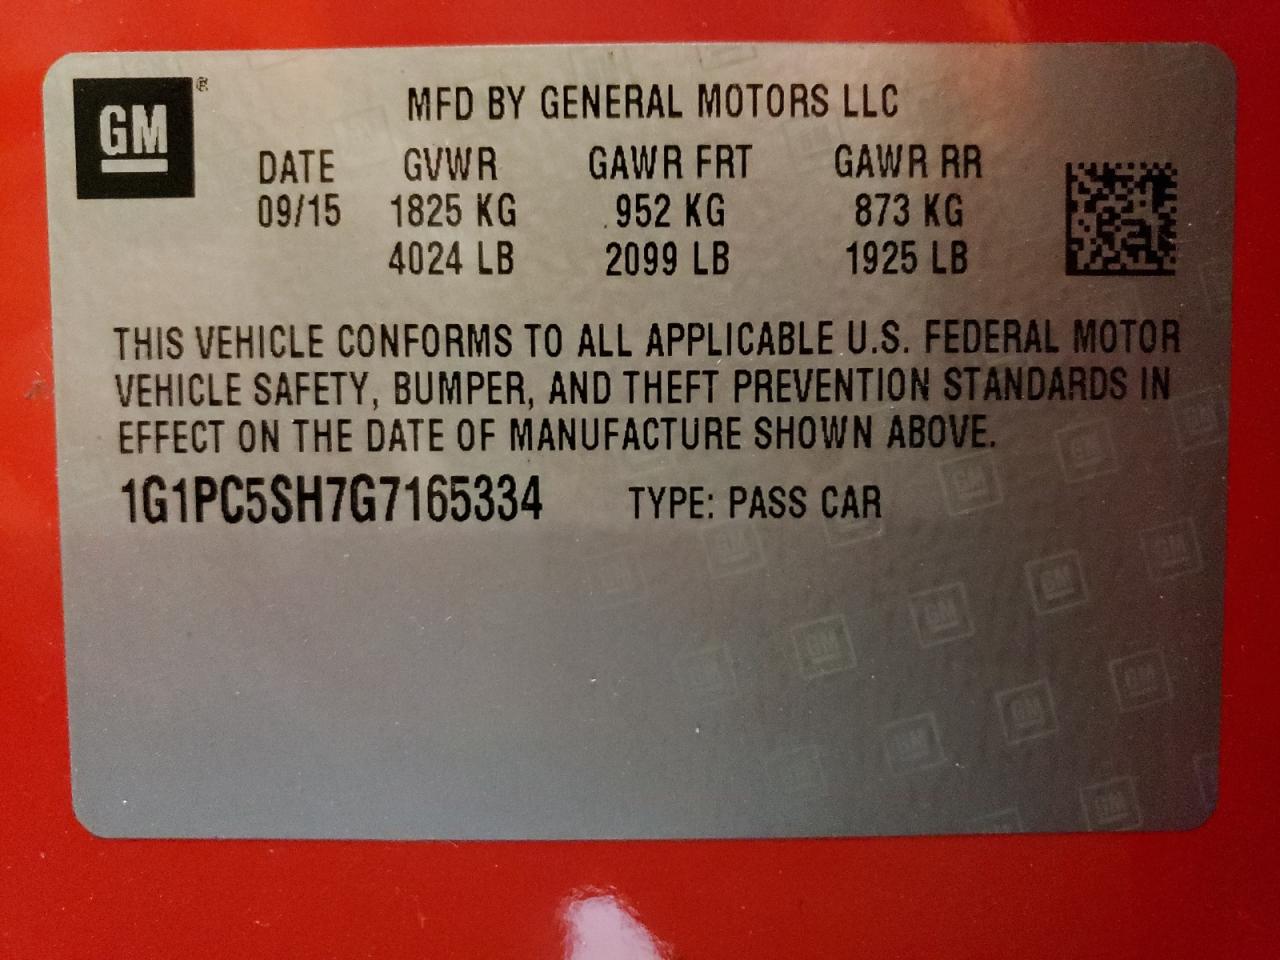 GM ®
MFD BY GENERAL MOTORS LLC
DATE GVWR GAWR FRT GAWR RR
09/15 1825 KG 952 KG 873 KG
4024 LB 2099 LB 1925 LB
THIS VEHICLE CONFORMS TO ALL APPLICABLE U.S. FEDERAL MOTOR
VEHICLE SAFETY, BUMPER, AND THEFT PREVENTION STANDARDS IN
EFFECT ON THE DATE OF MANUFACTURE SHOWN ABOVE.
1G1PC5SH7G7165334 TYPE: PASS CAR